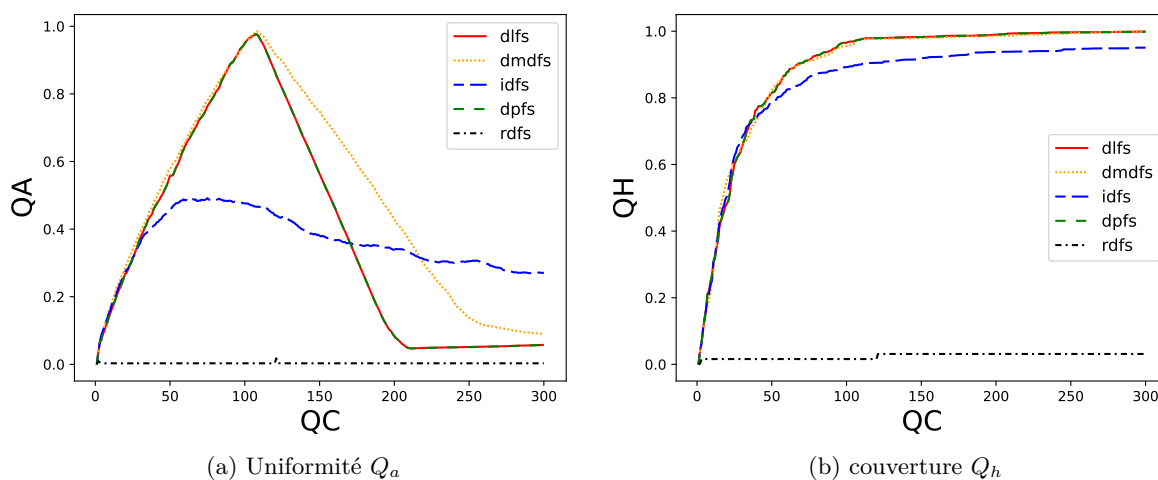 1.0
0.8
0.6
0.4
0.2
0.0
QA
0 50 100 150 200 250 300
QC
dlfs
dmdfs
idfs
dpfs
rdfs
(a) Uniformité Qa
1.0
0.8
0.6
0.4
0.2
0.0
QH
0 50 100 150 200 250 300
QC
dlfs
dmdfs
idfs
dpfs
rdfs
(b) couverture Qh